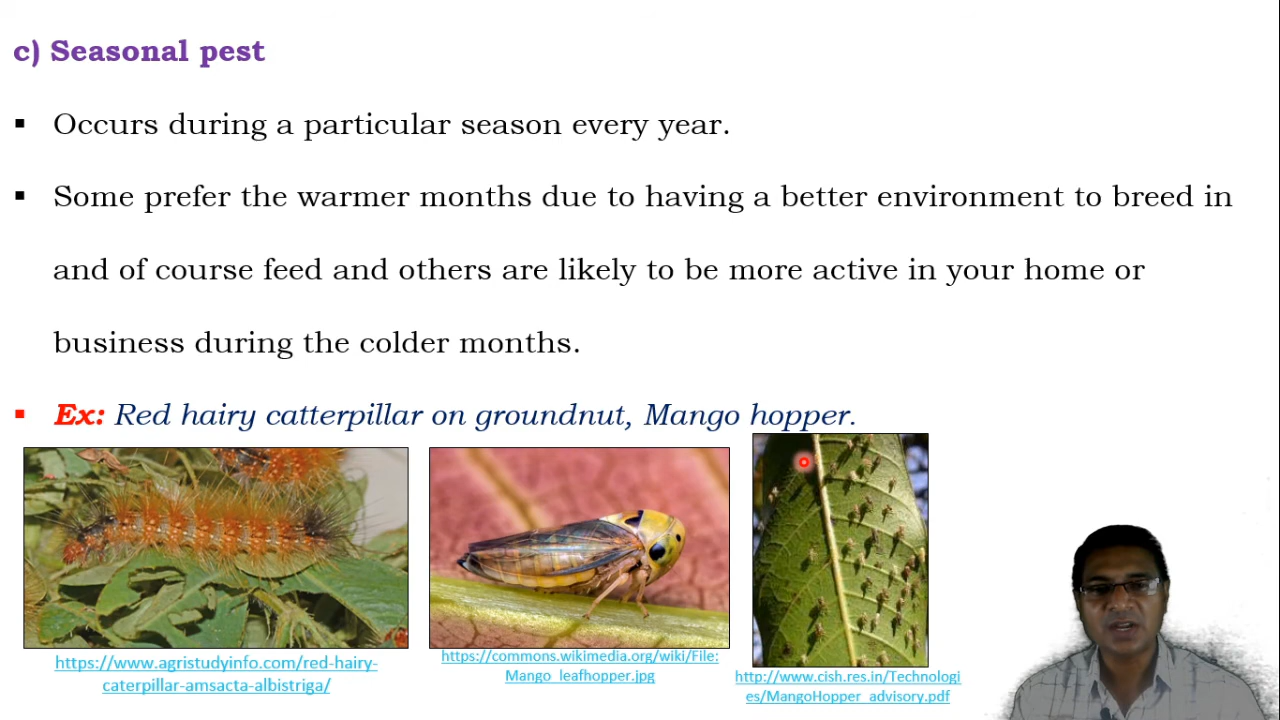 c) Seasonal pest
▪ Occurs during a particular season every year.
▪ Some prefer the warmer months due to having a better environment to breed in
and of course feed and others are likely to be more active in your home or
business during the colder months.
▪ Ex: Red hairy catterpillar on groundnut, Mango hopper.
https://www.agristudyinfo.com/red-hairy-
caterpillar-amsacta-albistriga/
https://commons.wikimedia.org/wiki/File:
Mango_leafhopper.jpg
http://www.cish.res.in/Technologi
es/MangoHopper_advisory.pdf